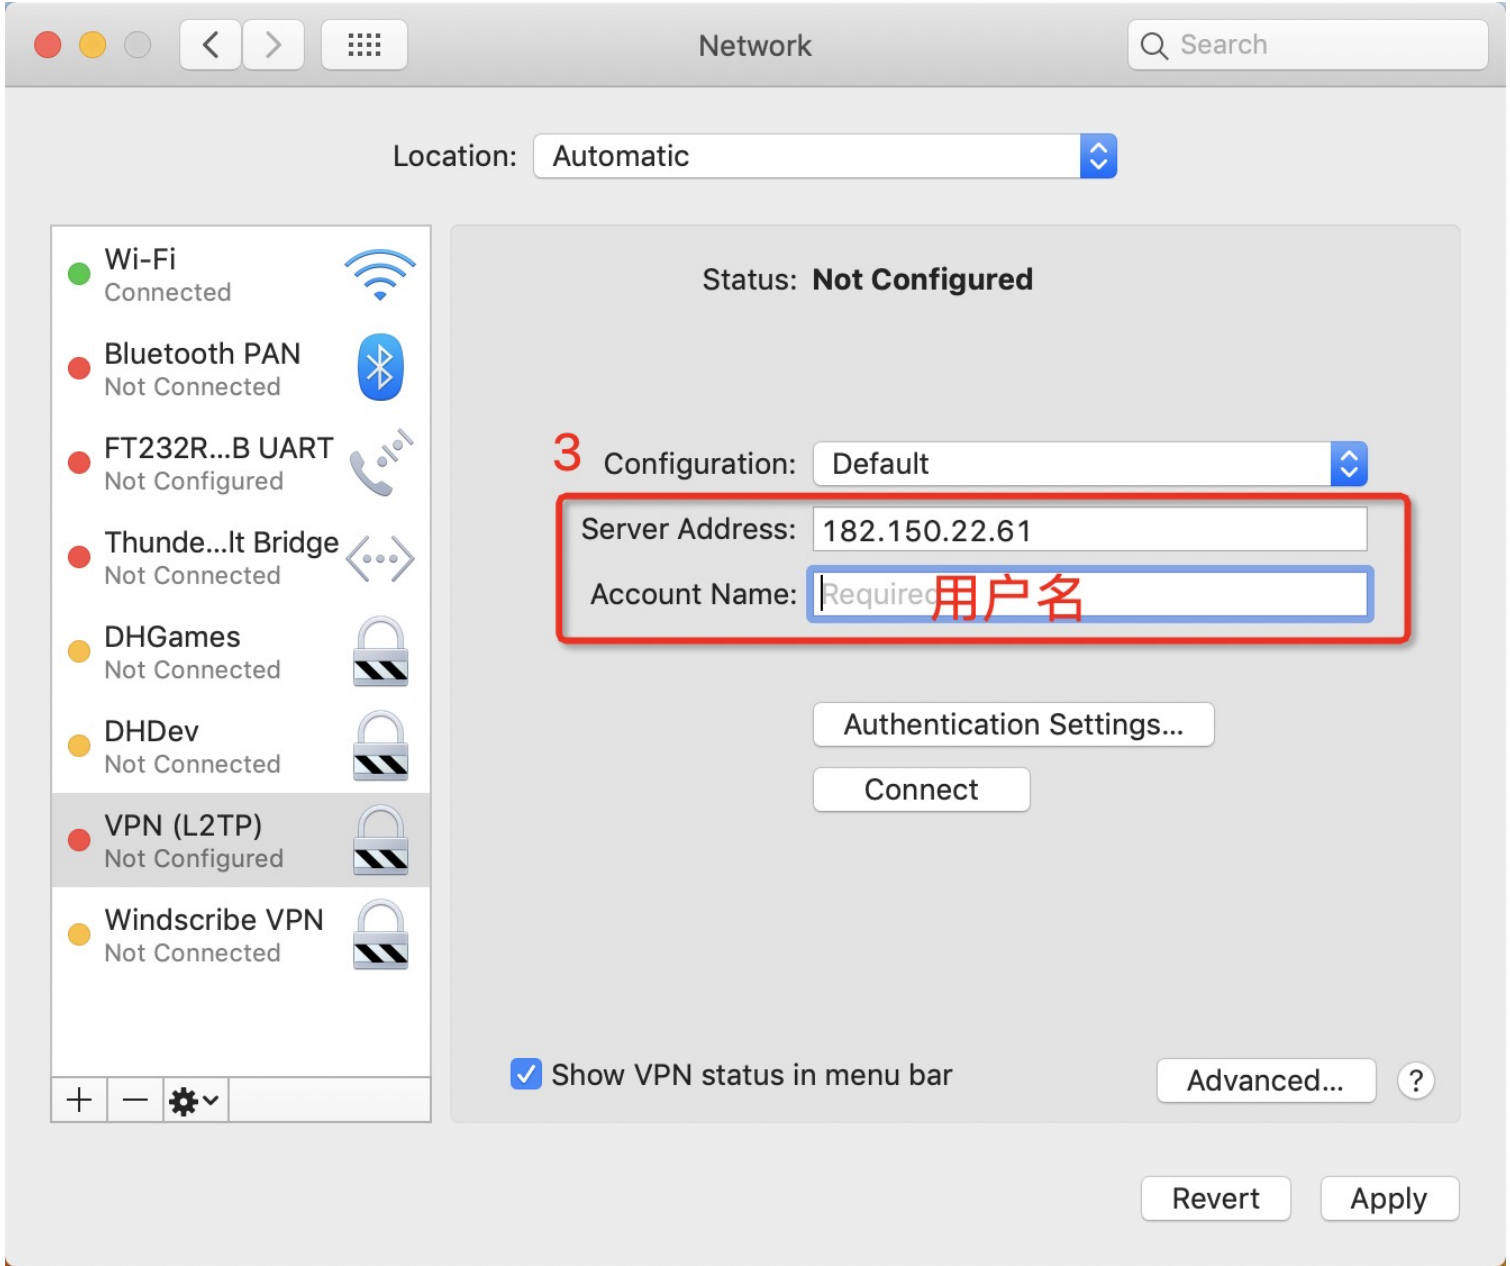 Network
Search
Location:
Automatic
Wi-Fi
Connected
Bluetooth PAN
Not Connected
FT232R...B UART
Not Configured
Thunde...lt Bridge
Not Connected
DHGames
Not Connected
DHDev
Not Connected
VPN (L2TP)
Not Configured
Windscribe VPN
Not Connected
Status: Not Configured
3
Configuration: Default
Server Address: 182.150.22.61
Account Name: Required 用户名
Authentication Settings...
Connect
Show VPN status in menu bar
Advanced...
?
Revert
Apply